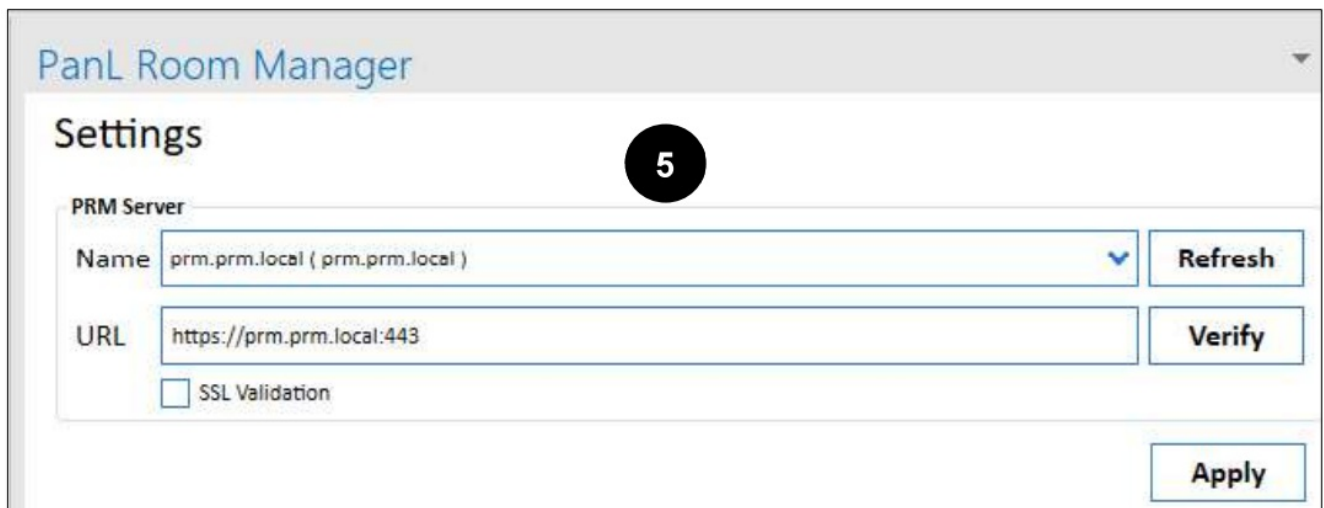 PanL Room Manager
Settings
5
PRM Server
Name prm.prm.local ( prm.prm.local ) Refresh
URL https://prm.prm.local:443 Verify
SSL Validation
Apply